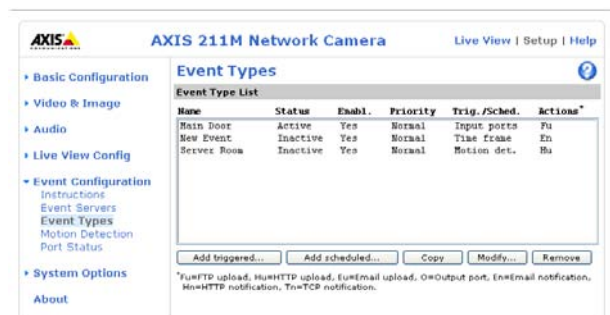 AXIS
COMMUNICATIONS
AXIS 211M Network Camera
Live View | Setup | Help
Basic Configuration
Video & Image
Audio
Live View Config
Event Configuration
Instructions
Event Servers
Event Types
Motion Detection
Port Status
System Options
About
Event Types
?
Event Type List
Name Status Enabl. Priority Trig./Sched. Actions*
Main Door Active Yes Normal Input ports Fu
New Event Inactive Yes Normal Time frame En
Server Room Inactive Yes Normal Motion det. Hu
Add triggered... Add scheduled... Copy Modify... Remove
*Fu=FTP upload, Hu=HTTP upload, Eu=Email upload, O=Output port, En=Email notification,
Hn=HTTP notification, Tn=TCP notification.